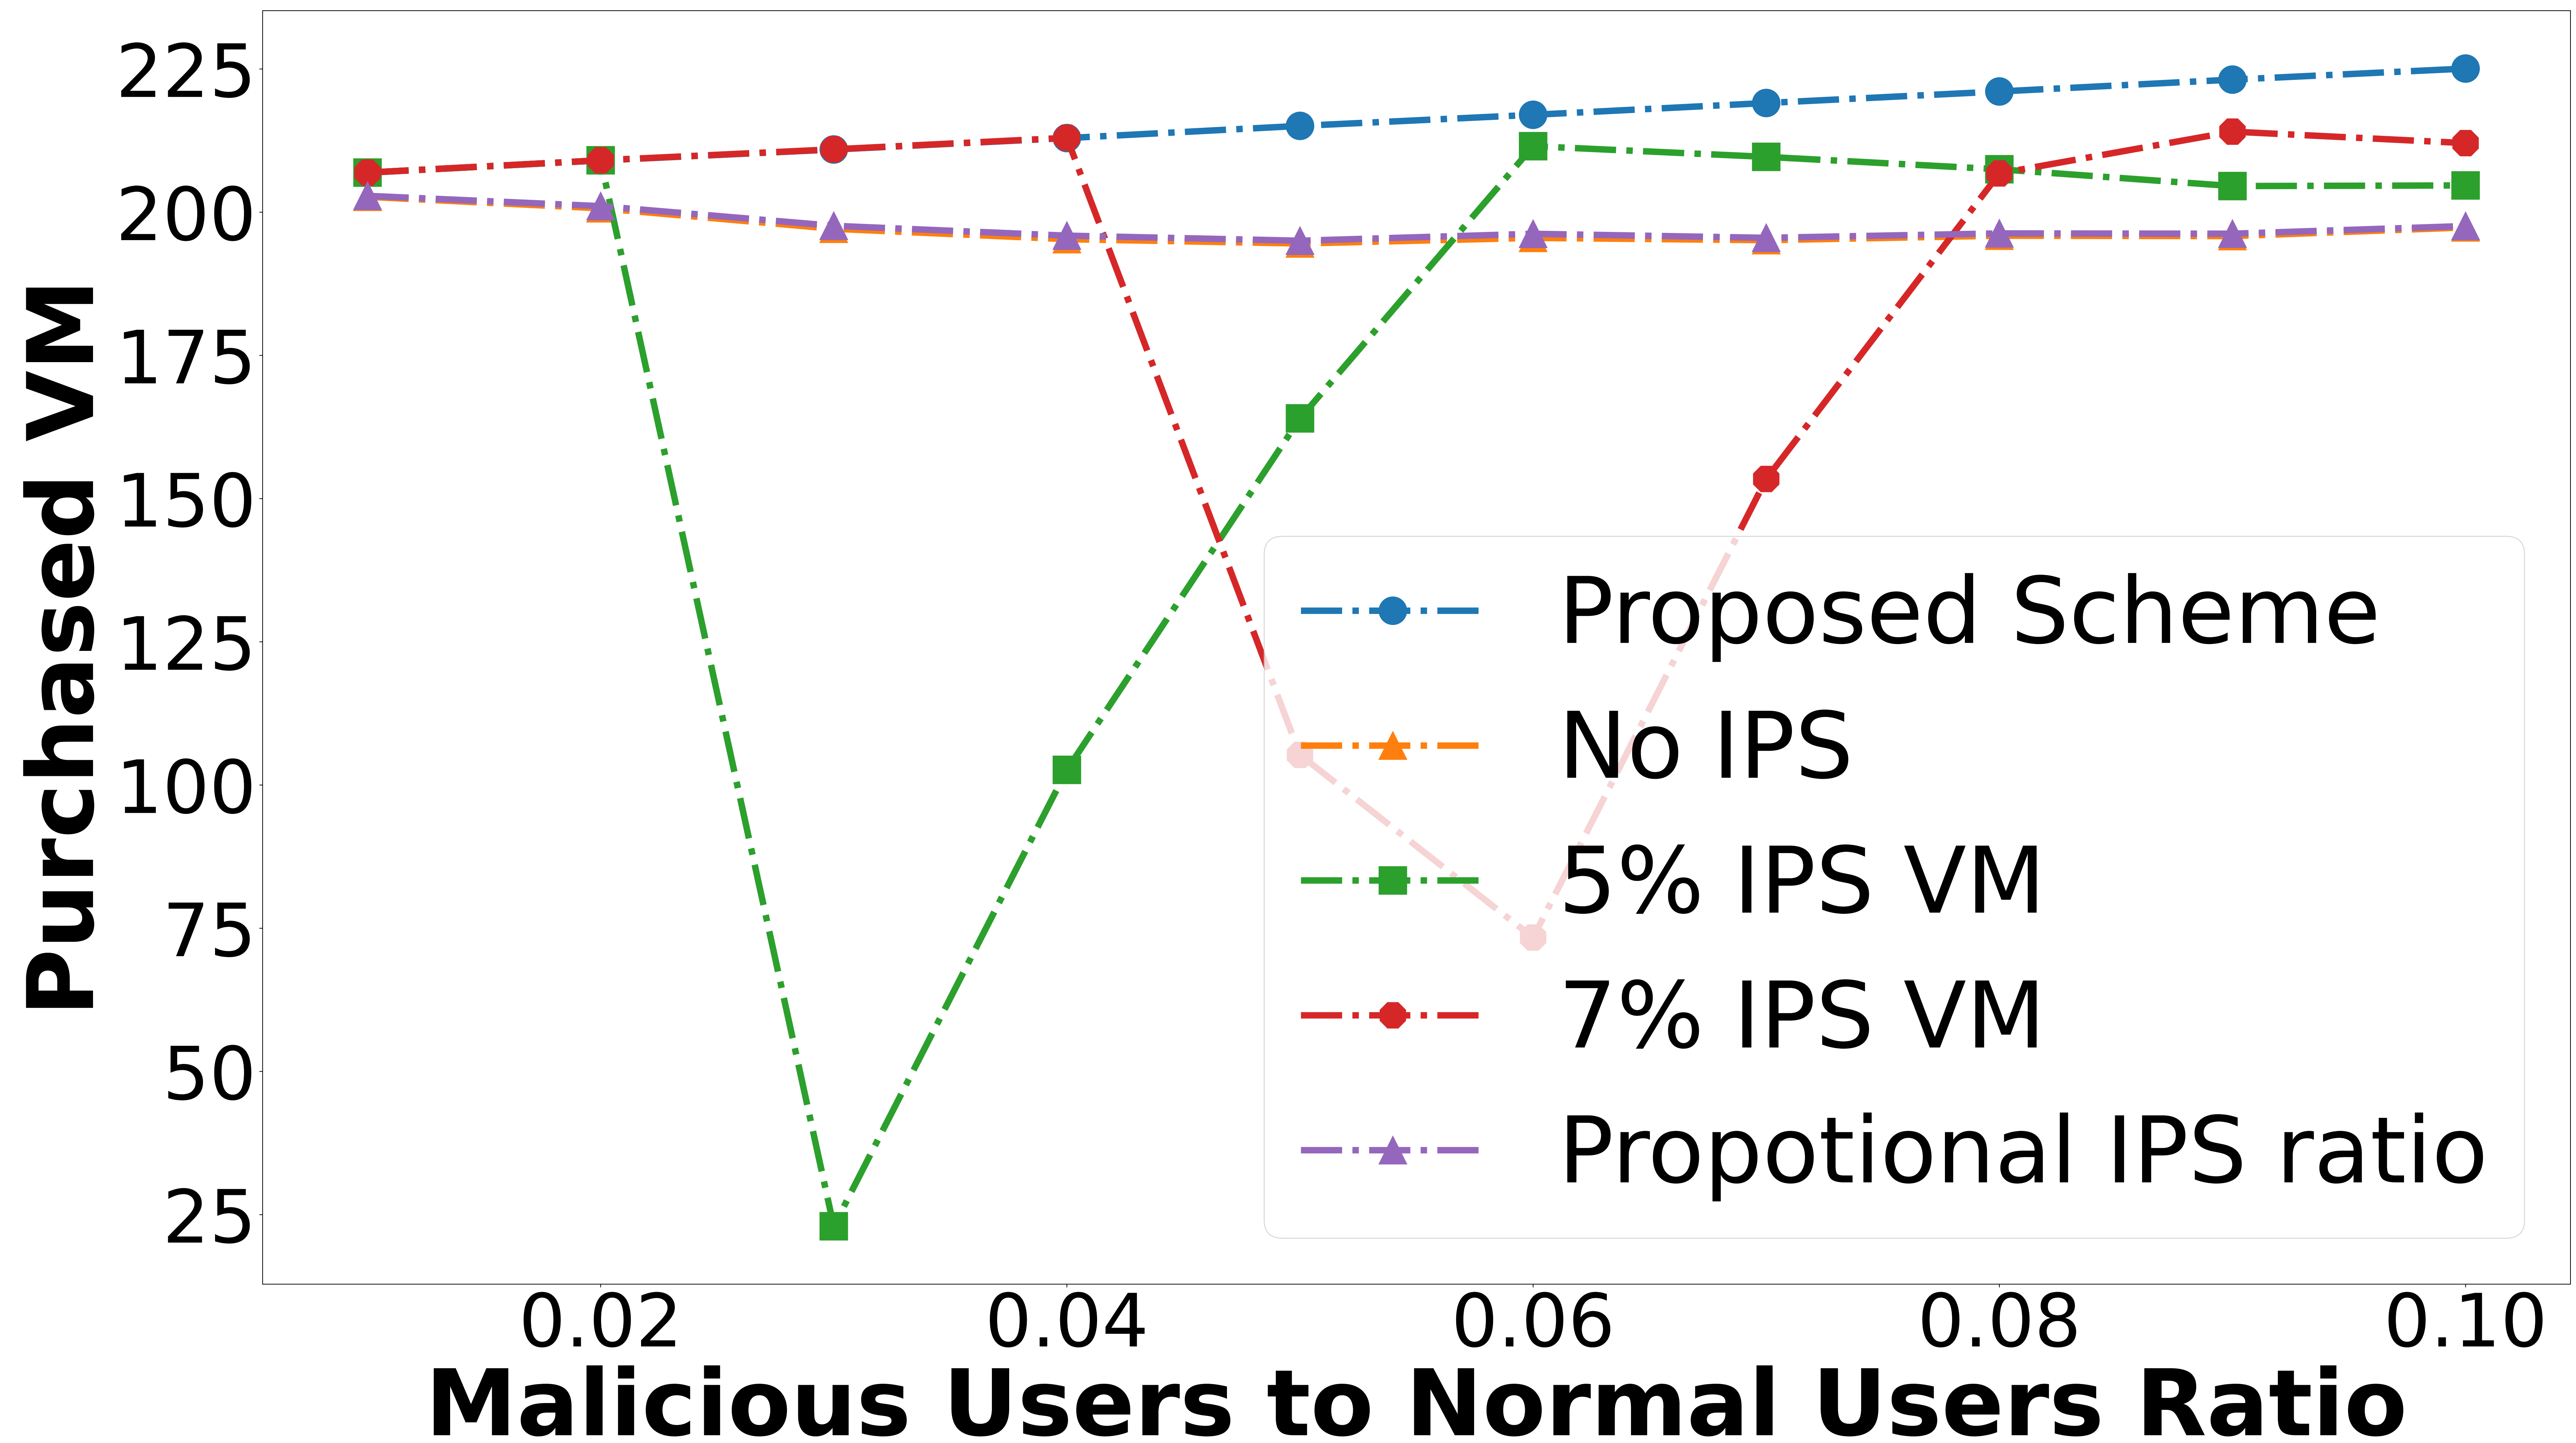 Purchased VM
225
200
175
150
125
100
75
50
25
Proposed Scheme
No IPS
5% IPS VM
7% IPS VM
Propotional IPS ratio
0.02 0.04 0.06 0.08 0.10
Malicious Users to Normal Users Ratio